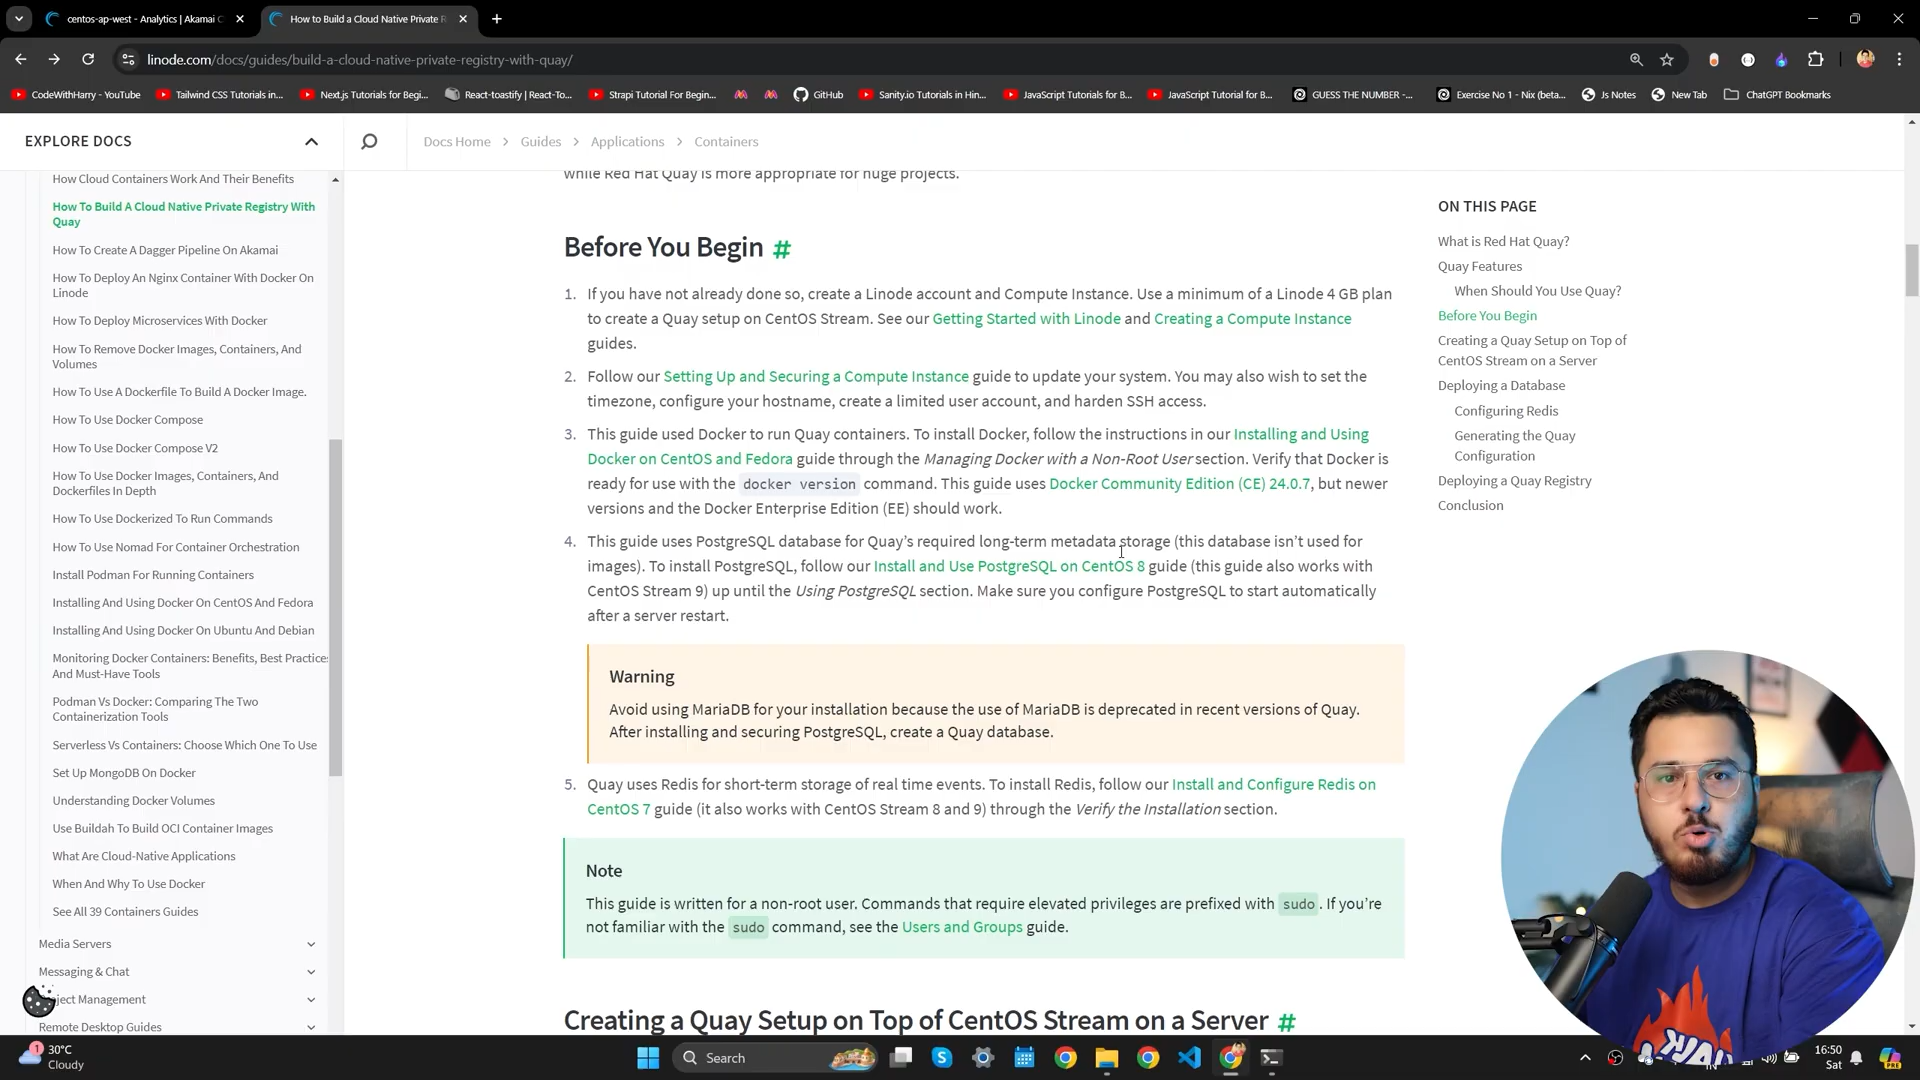 centos-ap-west - Analytics | Akamai C
How to Build a Cloud Native Private R
linode.com/docs/guides/build-a-cloud-native-private-registry-with-quay/
CodeWithHarry - YouTube
Tailwind CSS Tutorials in...
Next.js Tutorials for Begi...
React-toastify | React-To...
Strapi Tutorial For Begin...
GitHub
Sanity.io Tutorials in Hin...
JavaScript Tutorials for B...
JavaScript Tutorial for B...
GUESS THE NUMBER -...
Exercise No 1 - Nix (beta...
Js Notes
New Tab
ChatGPT Bookmarks
EXPLORE DOCS
Docs Home > Guides > Applications > Containers
How Cloud Containers Work And Their Benefits
How To Build A Cloud Native Private Registry With
Quay
How To Create A Dagger Pipeline On Akamai
How To Deploy An Nginx Container With Docker On
Linode
How To Deploy Microservices With Docker
How To Remove Docker Images, Containers, And
Volumes
How To Use A Dockerfile To Build A Docker Image.
How To Use Docker Compose
How To Use Docker Compose V2
How To Use Docker Images, Containers, And
Dockerfiles In Depth
How To Use Dockerized To Run Commands
How To Use Nomad For Container Orchestration
Install Podman For Running Containers
Installing And Using Docker On CentOS And Fedora
Installing And Using Docker On Ubuntu And Debian
Monitoring Docker Containers: Benefits, Best Practices
And Must-Have Tools
Podman Vs Docker: Comparing The Two
Containerization Tools
Serverless Vs Containers: Choose Which One To Use
Set Up MongoDB On Docker
Understanding Docker Volumes
Use Buildah To Build OCI Container Images
What Are Cloud-Native Applications
When And Why To Use Docker
See All 39 Containers Guides
Media Servers
Messaging & Chat
ject Management
Remote Desktop Guides
while Red Hat Quay is more appropriate for huge projects.
Before You Begin #
1. If you have not already done so, create a Linode account and Compute Instance. Use a minimum of a Linode 4 GB plan
to create a Quay setup on CentOS Stream. See our Getting Started with Linode and Creating a Compute Instance
guides.
2. Follow our Setting Up and Securing a Compute Instance guide to update your system. You may also wish to set the
timezone, configure your hostname, create a limited user account, and harden SSH access.
3. This guide used Docker to run Quay containers. To install Docker, follow the instructions in our Installing and Using
Docker on CentOS and Fedora guide through the Managing Docker with a Non-Root User section. Verify that Docker is
ready for use with the docker version command. This guide uses Docker Community Edition (CE) 24.0.7, but newer
versions and the Docker Enterprise Edition (EE) should work.
4. This guide uses PostgreSQL database for Quay's required long-term metadata storage (this database isn't used for
images). To install PostgreSQL, follow our Install and Use PostgreSQL on CentOS 8 guide (this guide also works with
CentOS Stream 9) up until the Using PostgreSQL section. Make sure you configure PostgreSQL to start automatically
after a server restart.
Warning
Avoid using MariaDB for your installation because the use of MariaDB is deprecated in recent versions of Quay.
After installing and securing PostgreSQL, create a Quay database.
5. Quay uses Redis for short-term storage of real time events. To install Redis, follow our Install and Configure Redis on
CentOS 7 guide (it also works with CentOS Stream 8 and 9) through the Verify the Installation section.
Note
This guide is written for a non-root user. Commands that require elevated privileges are prefixed with sudo. If you're
not familiar with the sudo command, see the Users and Groups guide.
Creating a Quay Setup on Top of CentOS Stream on a Server #
ON THIS PAGE
What is Red Hat Quay?
Quay Features
When Should You Use Quay?
Before You Begin
Creating a Quay Setup on Top of
CentOS Stream on a Server
Deploying a Database
Configuring Redis
Generating the Quay
Configuration
Deploying a Quay Registry
Conclusion
1
30°C
Cloudy
Search
16:50
Sat